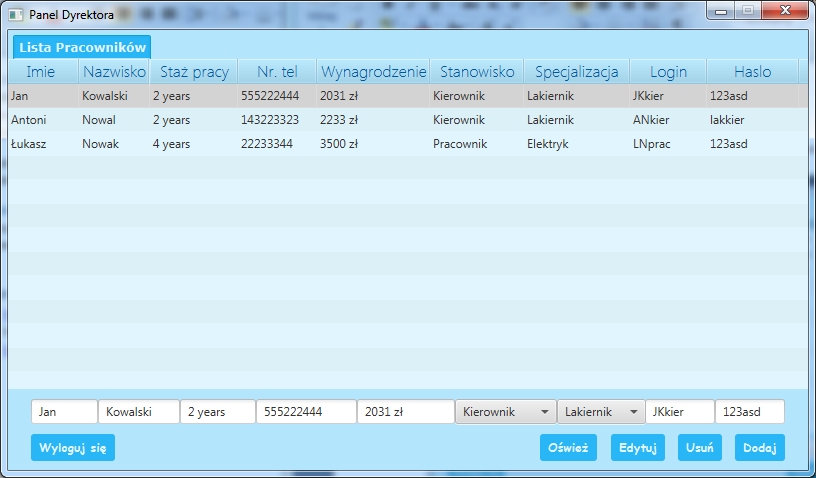 Panel Dyrektora
Lista Pracowników
Imie Nazwisko Staż pracy Nr. tel Wynagrodzenie Stanowisko Specjalizacja Login Haslo
Jan Kowalski 2 years 555222444 2031 zł Kierownik Lakiernik JKkier 123asd
Antoni Nowal 2 years 143223323 2233 zł Kierownik Lakiernik ANkier lakkier
Łukasz Nowak 4 years 22233344 3500 zł Pracownik Elektryk LNprac 123asd
Jan Kowalski 2 years 555222444 2031 zł Kierownik Lakiernik JKkier 123asd
Wyloguj się Oświeź Edytuj Usuń Dodaj